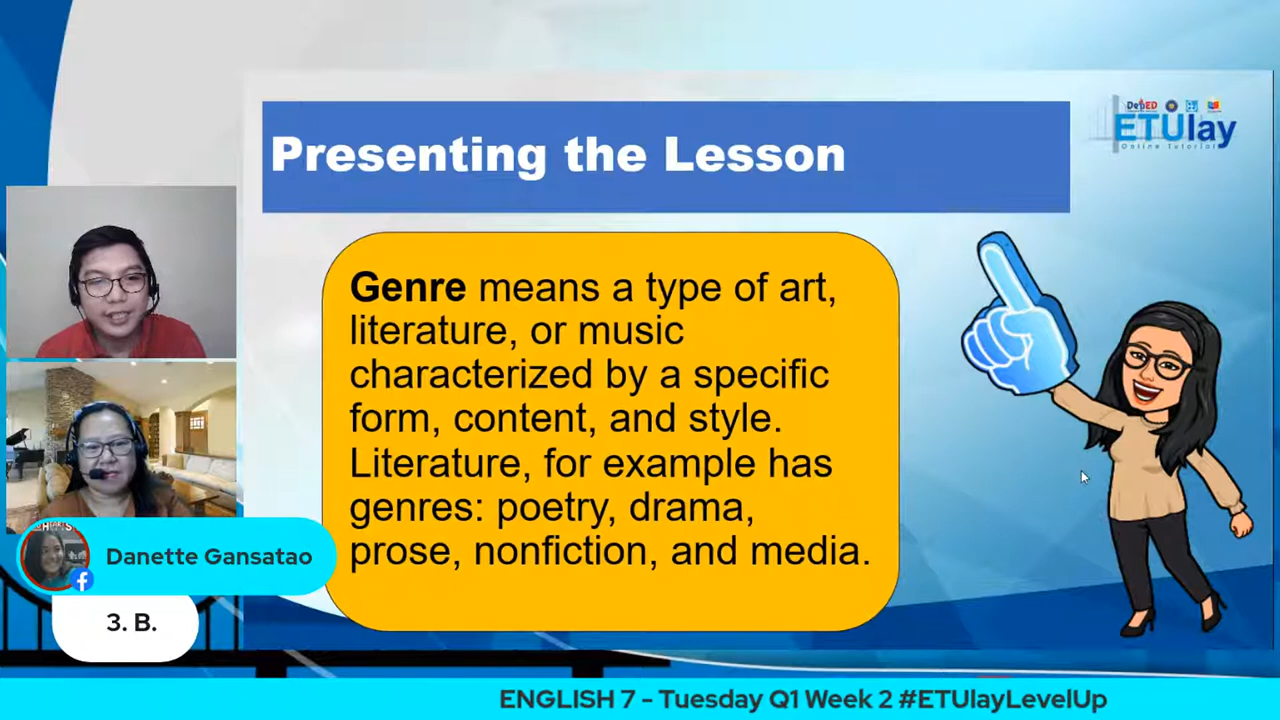 Presenting the Lesson
DepED
ETUlay
Online Tutorial
Genre means a type of art,
literature, or music
characterized by a specific
form, content, and style.
Literature, for example has
genres: poetry, drama,
prose, nonfiction, and media.
Danette Gansatao
3. B.
ENGLISH 7 - Tuesday Q1 Week 2 #ETUlayLevelUp